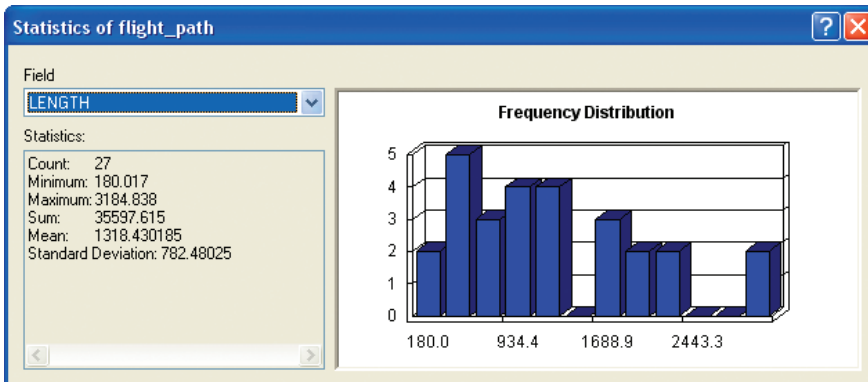 Statistics of flight_path
Field
LENGTH
Statistics:
Count: 27
Minimum: 180.017
Maximum: 3184.838
Sum: 35597.615
Mean: 1318.430185
Standard Deviation: 782.48025
Frequency Distribution
5
4
3
2
1
0
180.0 934.4 1688.9 2443.3